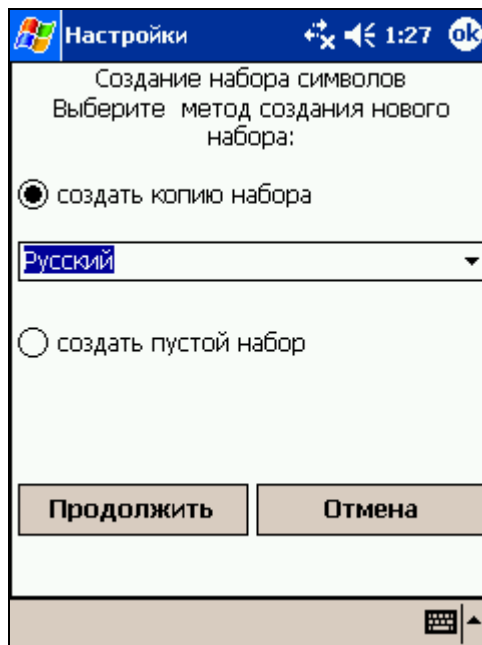 Настройки 1:27 ok
Создание набора символов
Выберите метод создания нового
набора:
создать копию набора
Русский
создать пустой набор
Продолжить Отмена